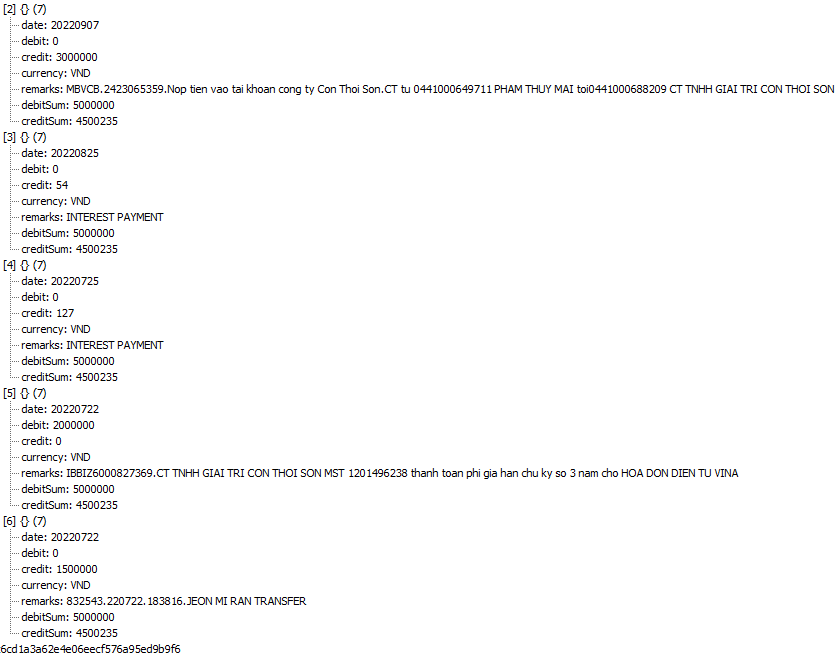 [2] {} (7)
date: 20220907
debit: 0
credit: 3000000
currency: VND
remarks: MBVCB.2423065359.Nop tien vao tai khoan cong ty Con Thoi Son.CT tu 0441000649711 PHAM THUY MAI toi0441000688209 CT TNHH GIAI TRI CON THOI SON
debitSum: 5000000
creditSum: 4500235
[3] {} (7)
date: 20220825
debit: 0
credit: 54
currency: VND
remarks: INTEREST PAYMENT
debitSum: 5000000
creditSum: 4500235
[4] {} (7)
date: 20220725
debit: 0
credit: 127
currency: VND
remarks: INTEREST PAYMENT
debitSum: 5000000
creditSum: 4500235
[5] {} (7)
date: 20220722
debit: 2000000
credit: 0
currency: VND
remarks: IBBIZ6000827369.CT TNHH GIAI TRI CON THOI SON MST 1201496238 thanh toan phi gia han chu ky so 3 nam cho HOA DON DIEN TU VINA
debitSum: 5000000
creditSum: 4500235
[6] {} (7)
date: 20220722
debit: 0
credit: 1500000
currency: VND
remarks: 832543.220722.183816.JEON MI RAN TRANSFER
debitSum: 5000000
creditSum: 4500235
6cd1a3a62e4e06eecf576a95ed9b9f6